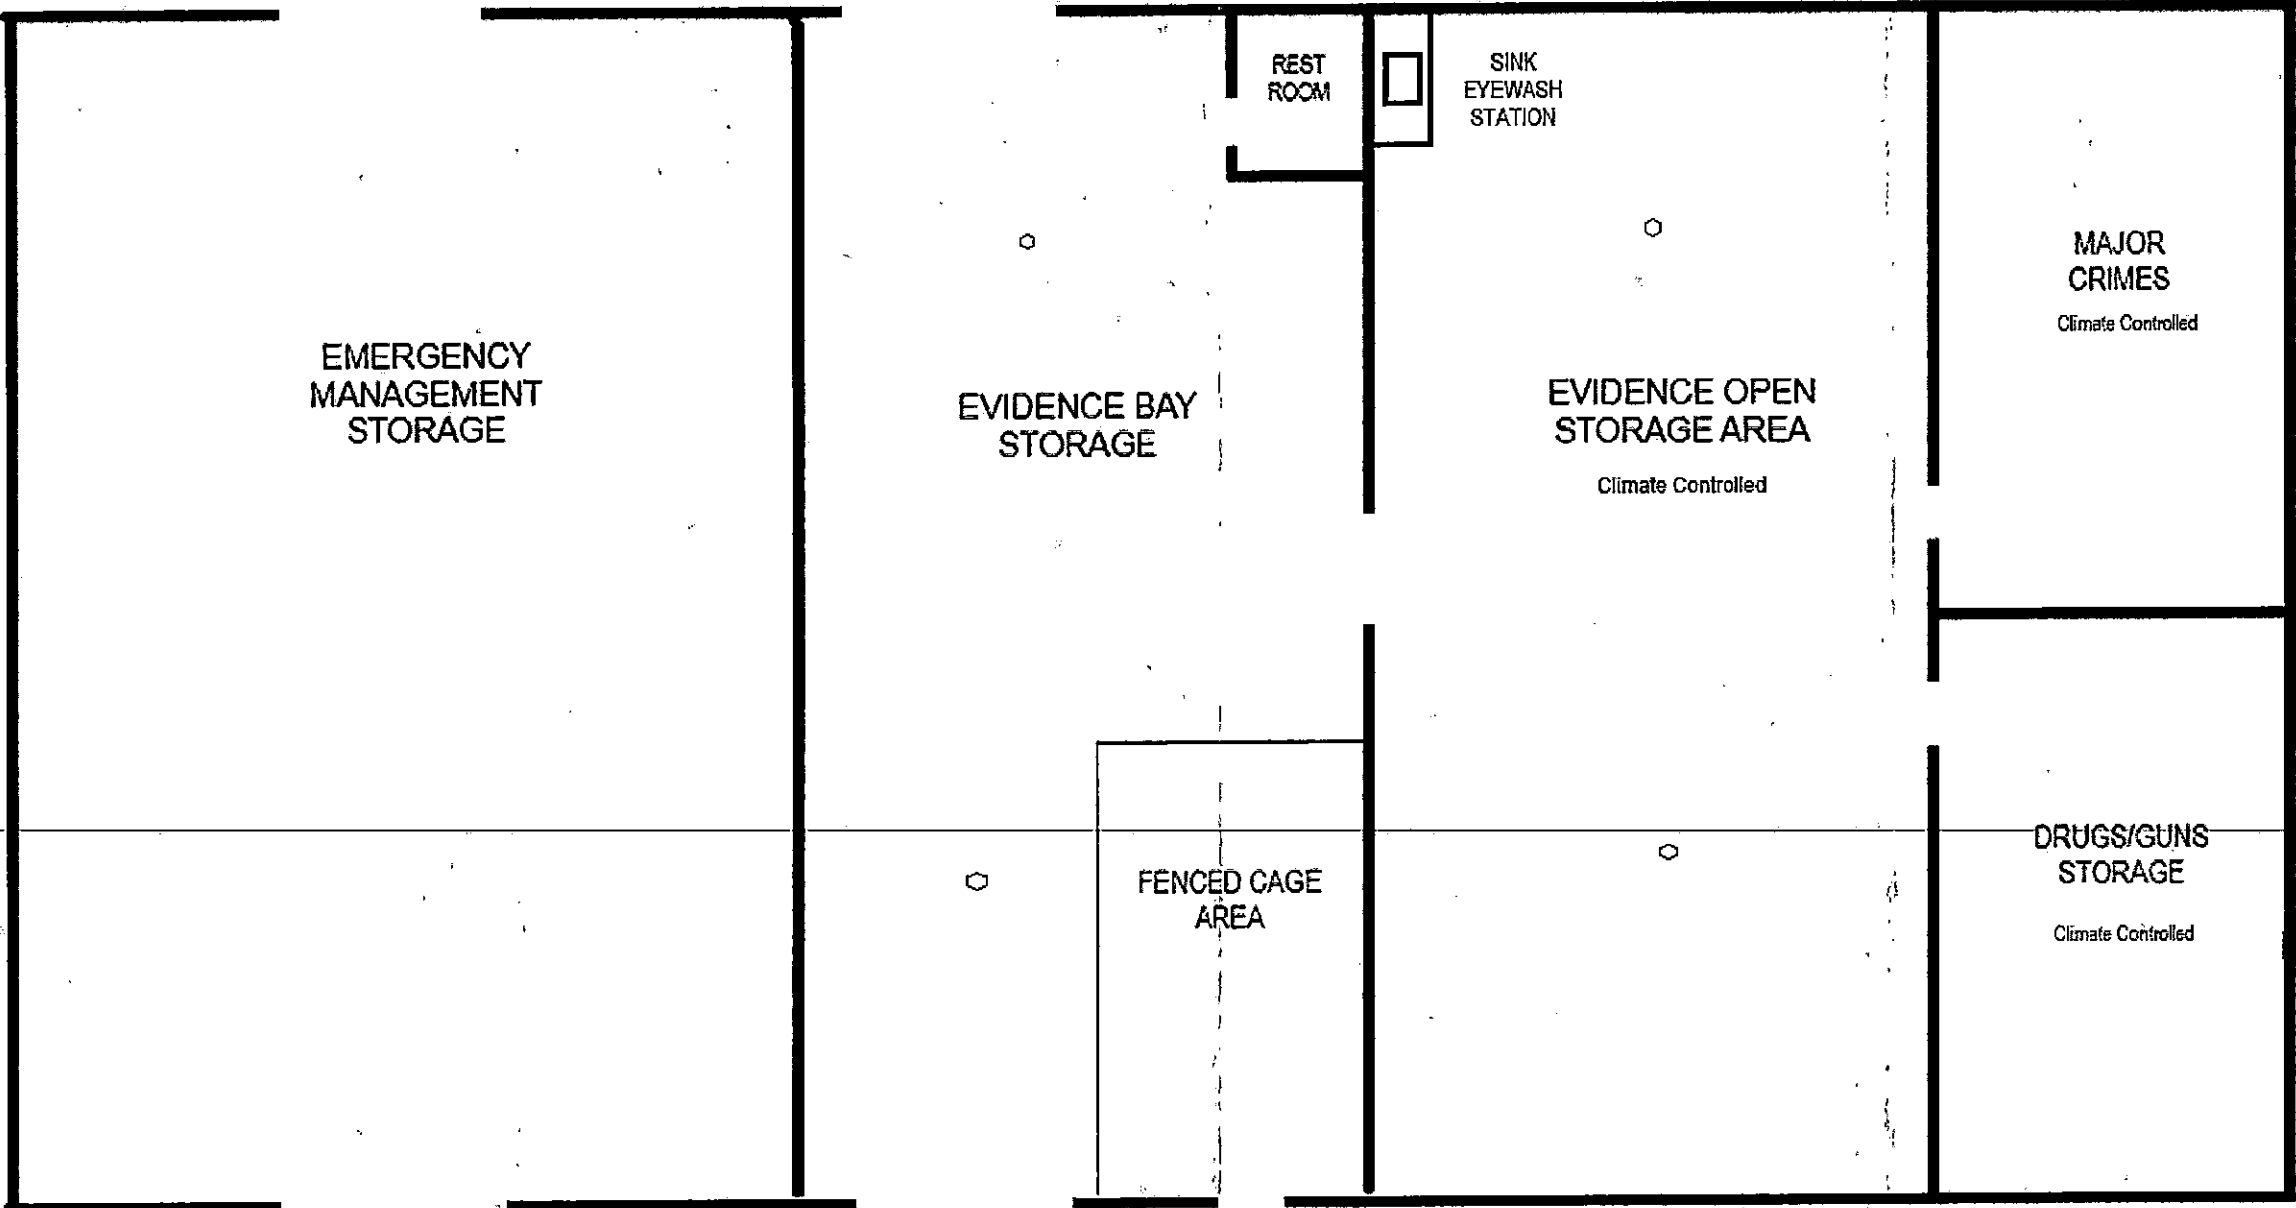 REST
ROOM
SINK
EYEWASH
STATION
MAJOR
CRIMES
Climate Controlled
EMERGENCY
MANAGEMENT
STORAGE
EVIDENCE BAY
STORAGE
EVIDENCE OPEN
STORAGE AREA
Climate Controlled
FENCED CAGE
AREA
DRUGS/GUNS
STORAGE
Climate Controlled